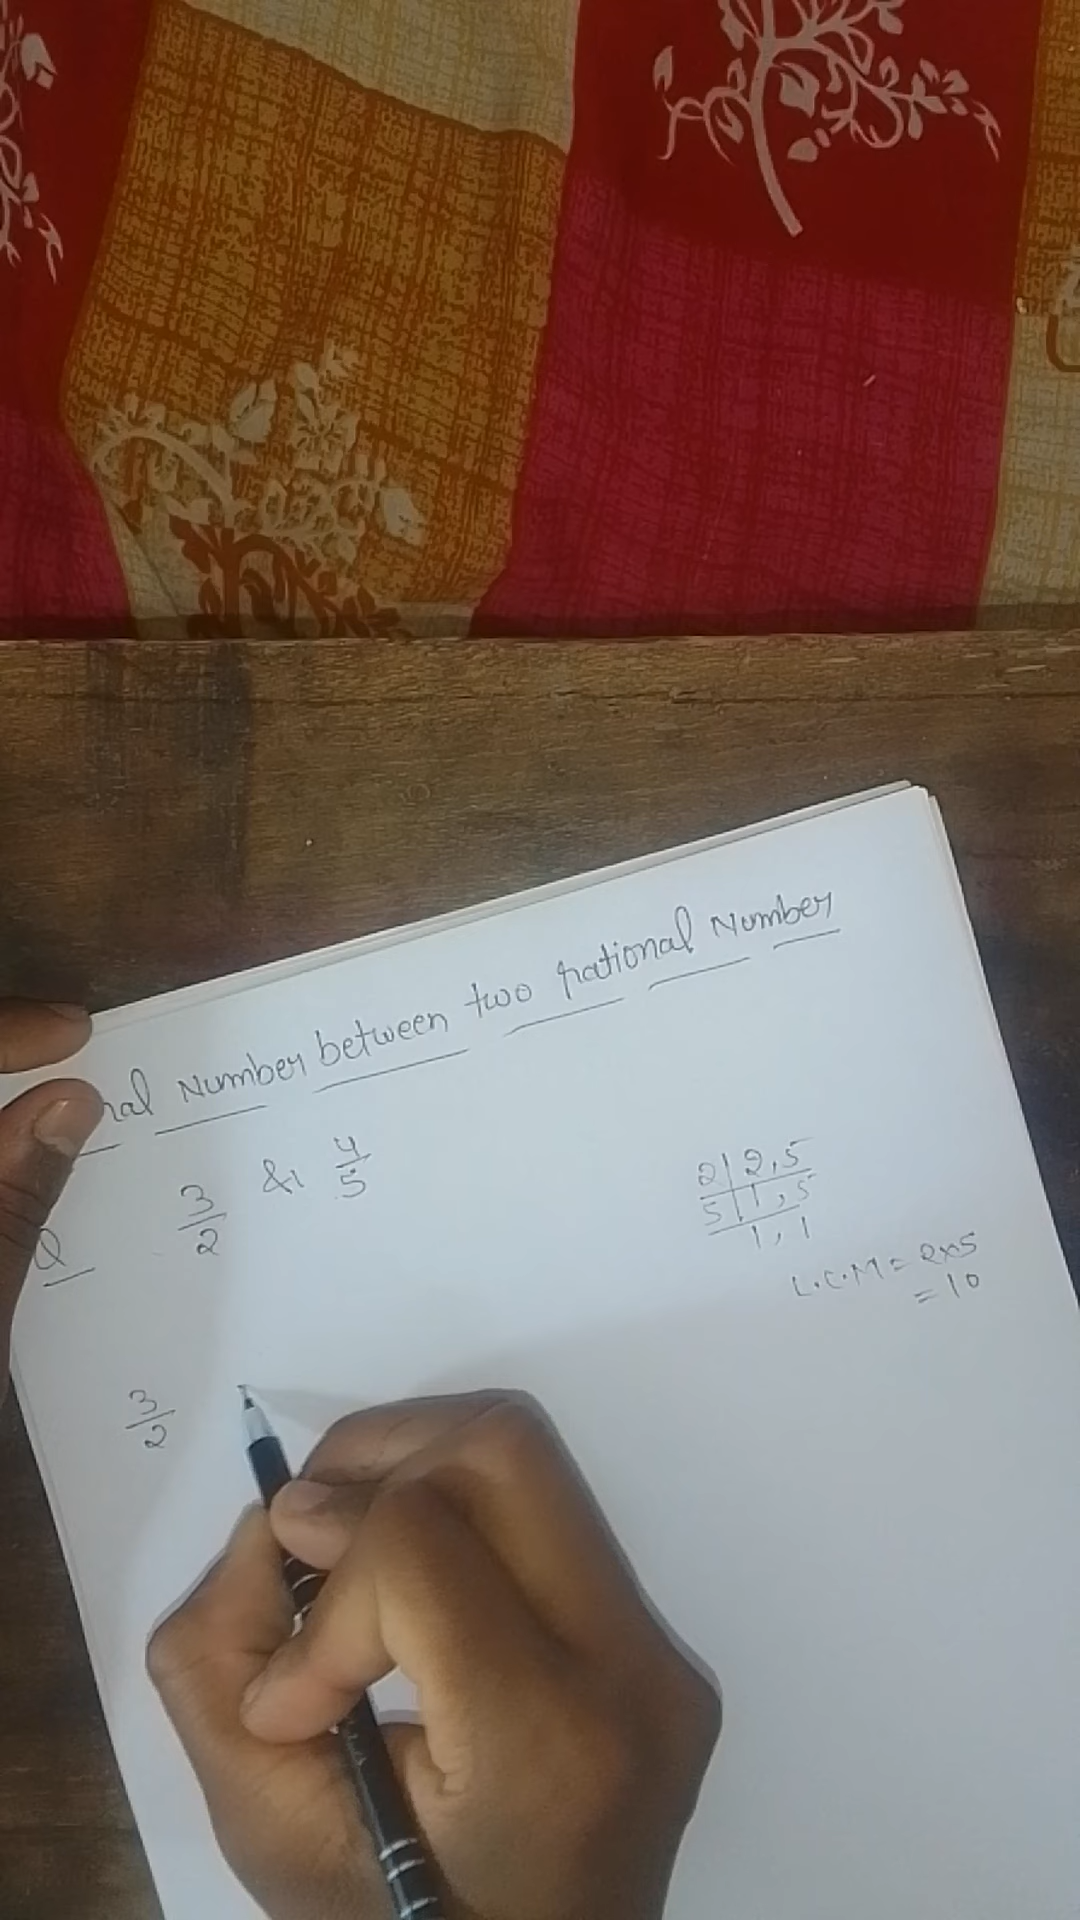 nal Number between two rational Number
Q 3/2 & 4/5
2 | 2, 5
5 | 1, 5
1, 1
L.C.M = 2×5
= 10
3/2